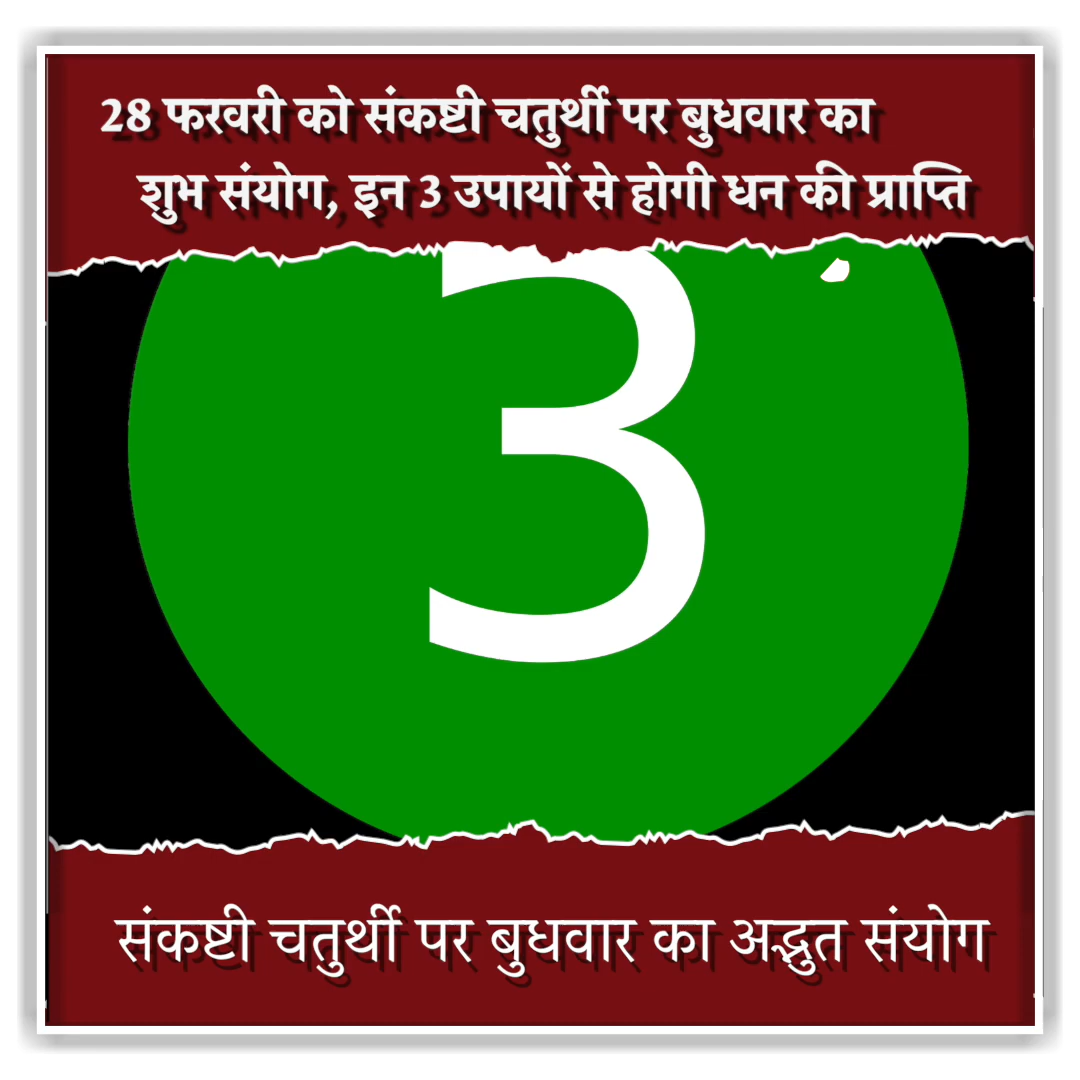 28 फरवरी को संकष्टी चतुर्थी पर बुधवार का
शुभ संयोग, इन 3 उपायों से होगी धन की प्राप्ति
3
संकष्टी चतुर्थी पर बुधवार का अद्भुत संयोग